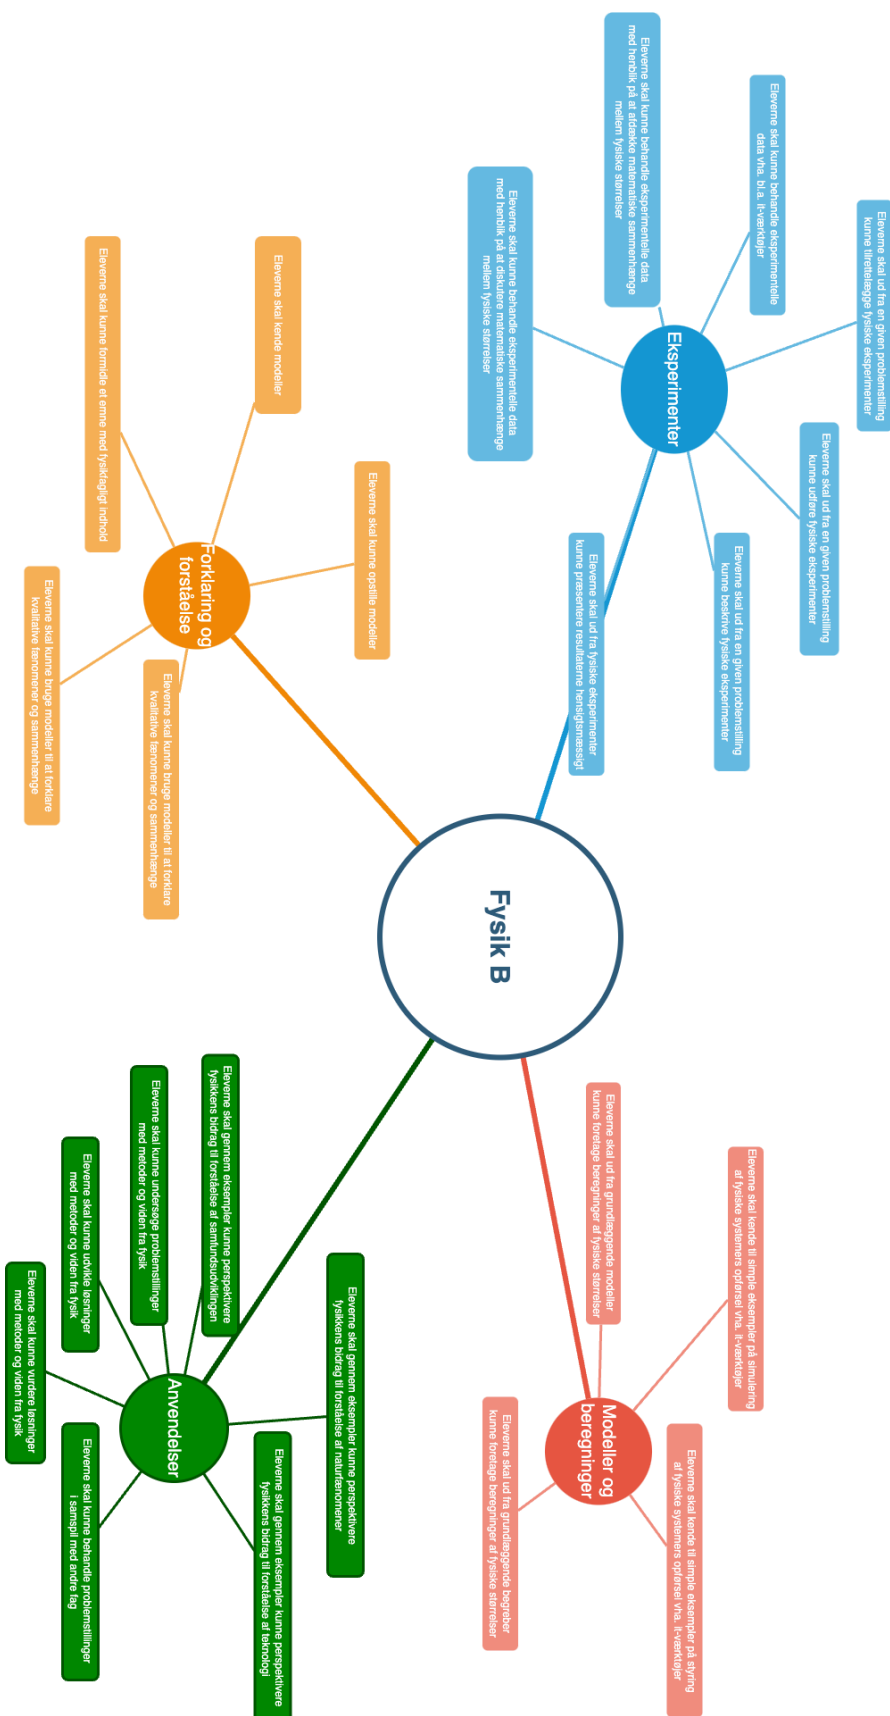 Fysik B
Eksperimenter
Eleverne skal ud fra en given problemstilling
kunne tilrettelægge fysiske eksperimenter
Eleverne skal kunne behandle eksperimentelle
data vha. bl.a. it-værktøjer
Eleverne skal kunne behandle eksperimentelle data
med henblik på at afdække matematiske sammenhænge
mellem fysiske størrelser
Eleverne skal kunne behandle eksperimentelle data
med henblik på at diskutere matematiske sammenhænge
mellem fysiske størrelser
Eleverne skal ud fra en given problemstilling
kunne udføre fysiske eksperimenter
Eleverne skal ud fra en given problemstilling
kunne beskrive fysiske eksperimenter
Eleverne skal ud fra fysiske eksperimenter
kunne præsentere resultaterne hensigtsmæssigt
Modeller og
beregninger
Eleverne skal kende til simple eksempler på simulering
af fysiske systemers opførsel vha. it-værktøjer
Eleverne skal ud fra grundlæggende modeller
kunne foretage beregninger af fysiske størrelser
Eleverne skal kende til simple eksempler på styring
af fysiske systemers opførsel vha. it-værktøjer
Eleverne skal ud fra grundlæggende begreber
kunne foretage beregninger af fysiske størrelser
Forklaring og
forståelse
Eleverne skal kende modeller
Eleverne skal kunne opstille modeller
Eleverne skal kunne formidle et emne med fysikfagligt indhold
Eleverne skal kunne bruge modeller til at forklare
kvalitative fænomener og sammenhænge
Eleverne skal kunne bruge modeller til at forklare
kvalitative fænomener og sammenhænge
Anvendelser
Eleverne skal gennem eksempler kunne perspektivere
fysikkens bidrag til forståelse af naturfænomener
Eleverne skal gennem eksempler kunne perspektivere
fysikkens bidrag til forståelse af teknologi
Eleverne skal gennem eksempler kunne perspektivere
fysikkens bidrag til forståelse af samfundsudviklingen
Eleverne skal kunne undersøge problemstillinger
med metoder og viden fra fysik
Eleverne skal kunne udvikle løsninger
med metoder og viden fra fysik
Eleverne skal kunne vurdere løsninger
med metoder og viden fra fysik
Eleverne skal kunne behandle problemstillinger
i samspil med andre fag